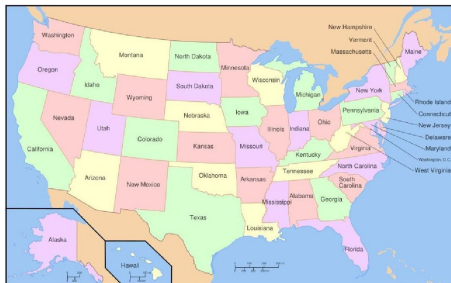 New Hampshire
Vermont
Massachusetts
Washington
Montana
North Dakota
Minnesota
Maine
Oregon
Idaho
Wyoming
South Dakota
Wisconsin
Michigan
New York
Rhode Island
Connecticut
New Jersey
Delaware
Maryland
Washington, D.C.
West Virginia
Nevada
Utah
Colorado
Nebraska
Iowa
Illinois
Indiana
Ohio
Pennsylvania
California
Kansas
Missouri
Kentucky
Virginia
Arizona
New Mexico
Oklahoma
Arkansas
Tennessee
North Carolina
South
Carolina
Texas
Louisiana
Mississippi
Alabama
Georgia
Florida
Alaska
Hawaii